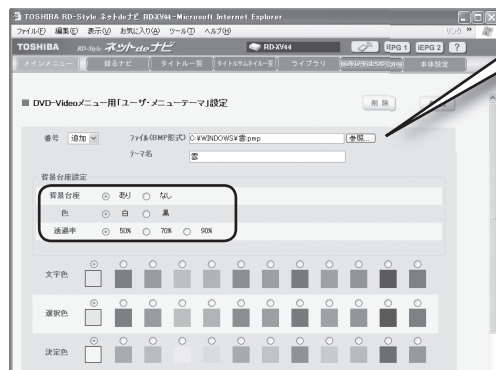 TOSHIBA RD-Style ネットdeナビ RD-XV44-Microsoft Internet Explorer
ファイル(F) 編集(E) 表示(V) お気に入り(A) ツール(T) ヘルプ(H) リンク »
TOSHIBA RD-Style ネットdeナビ RD-XV44 iEPG 1 iEPG 2 ?
メインメニュー 録るナビ タイトル一覧 タイトルサムネイル一覧 ライブラリ 本体設定
■ DVD-Videoメニュー用「ユーザ・メニューテーマ」設定 削 除
番号 追加 ファイル(BMP形式) C:¥WINDOWS¥雲:pmp 参照...
テーマ名 雲
背景台座設定
背景台座 あり なし
色 白 黒
透過率 50% 70% 90%
文字色
選択色
決定色